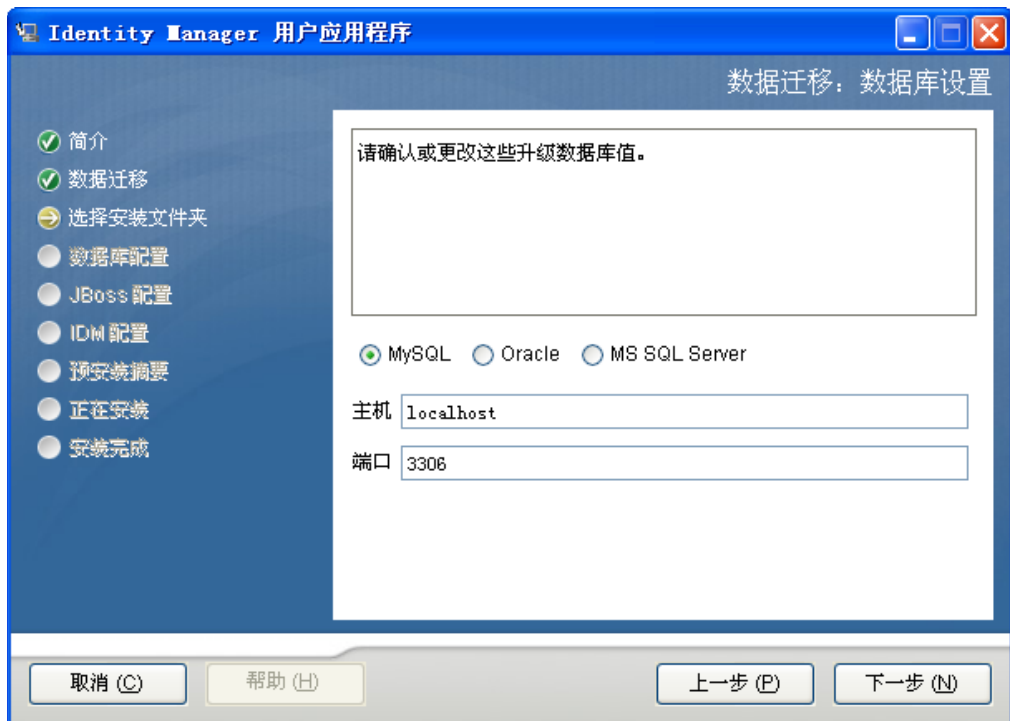 Identity Manager 用户应用程序
数据迁移：数据库设置
简介
数据迁移
选择安装文件夹
数据库配置
JBoss 配置
IDM 配置
预安装摘要
正在安装
安装完成
请确认或更改这些升级数据库值。
MySQL Oracle MS SQL Server
主机 localhost
端口 3306
取消 (C) 帮助 (H) 上一步 (P) 下一步 (N)